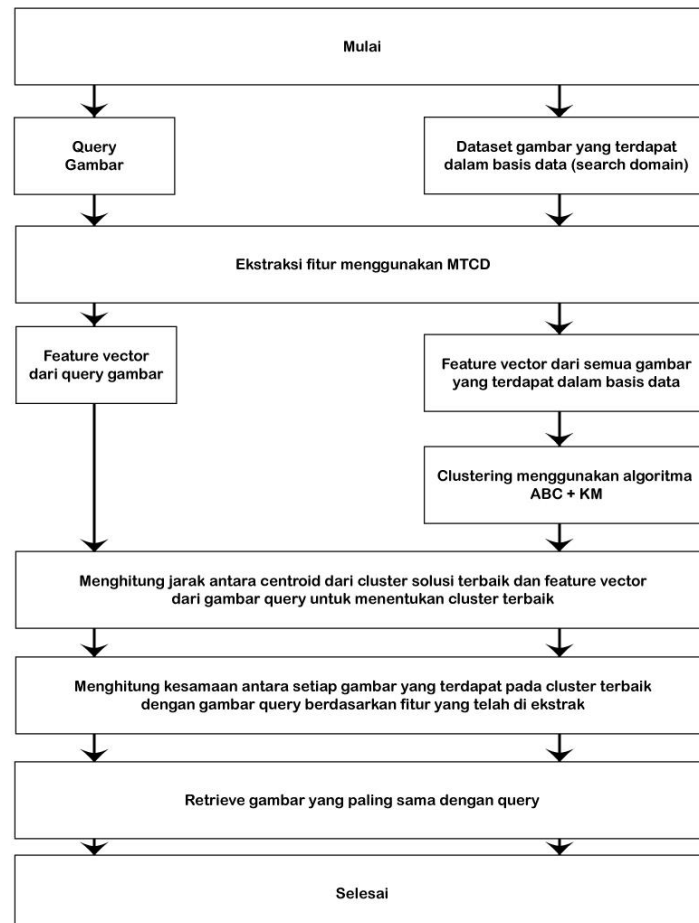 Mulai
Query
Gambar
Dataset gambar yang terdapat
dalam basis data (search domain)
Ekstraksi fitur menggunakan MTCD
Feature vector
dari query gambar
Feature vector dari semua gambar
yang terdapat dalam basis data
Clustering menggunakan algoritma
ABC + KM
Menghitung jarak antara centroid dari cluster solusi terbaik dan feature vector
dari gambar query untuk menentukan cluster terbaik
Menghitung kesamaan antara setiap gambar yang terdapat pada cluster terbaik
dengan gambar query berdasarkan fitur yang telah di ekstrak
Retrieve gambar yang paling sama dengan query
Selesai